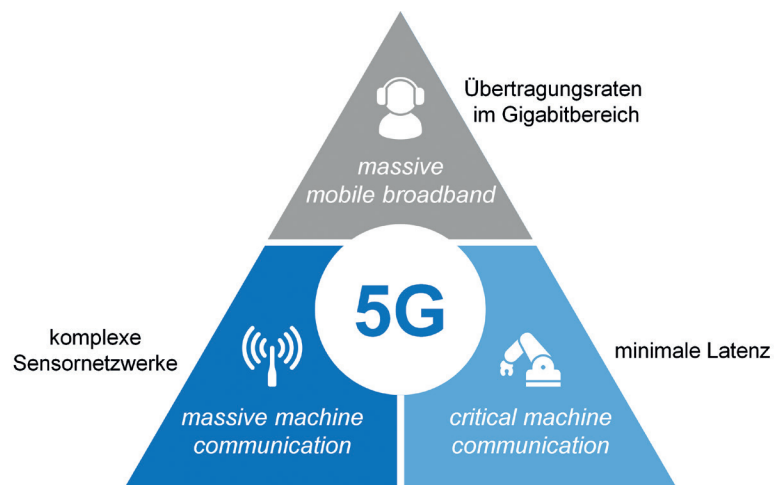 Übertragungsraten
im Gigabitbereich
massive
mobile broadband
5G
komplexe
Sensornetzwerke
minimale Latenz
massive machine
communication
critical machine
communication